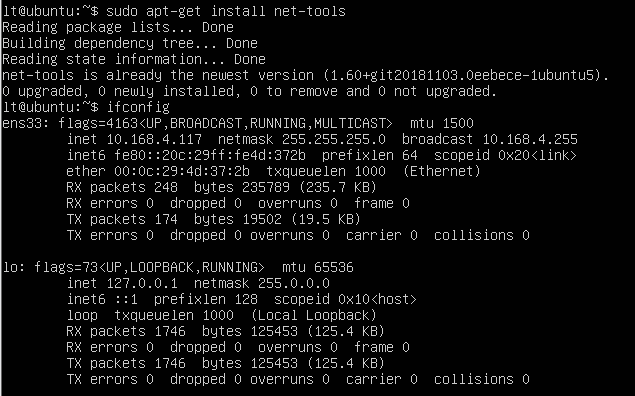 lt@ubuntu:~$ sudo apt-get install net-tools
Reading package lists... Done
Building dependency tree... Done
Reading state information... Done
net-tools is already the newest version (1.60+git20181103.0eebece-1ubuntu5).
0 upgraded, 0 newly installed, 0 to remove and 0 not upgraded.
lt@ubuntu:~$ ifconfig
ens33: flags=4163<UP,BROADCAST,RUNNING,MULTICAST>  mtu 1500
        inet 10.168.4.117  netmask 255.255.255.0  broadcast 10.168.4.255
        inet6 fe80::20c:29ff:fe4d:372b  prefixlen 64  scopeid 0x20<link>
        ether 00:0c:29:4d:37:2b  txqueuelen 1000  (Ethernet)
        RX packets 248  bytes 235789 (235.7 KB)
        RX errors 0  dropped 0  overruns 0  frame 0
        TX packets 174  bytes 19502 (19.5 KB)
        TX errors 0  dropped 0 overruns 0  carrier 0  collisions 0

lo: flags=73<UP,LOOPBACK,RUNNING>  mtu 65536
        inet 127.0.0.1  netmask 255.0.0.0
        inet6 ::1  prefixlen 128  scopeid 0x10<host>
        loop  txqueuelen 1000  (Local Loopback)
        RX packets 1746  bytes 125453 (125.4 KB)
        RX errors 0  dropped 0  overruns 0  frame 0
        TX packets 1746  bytes 125453 (125.4 KB)
        TX errors 0  dropped 0 overruns 0  carrier 0  collisions 0